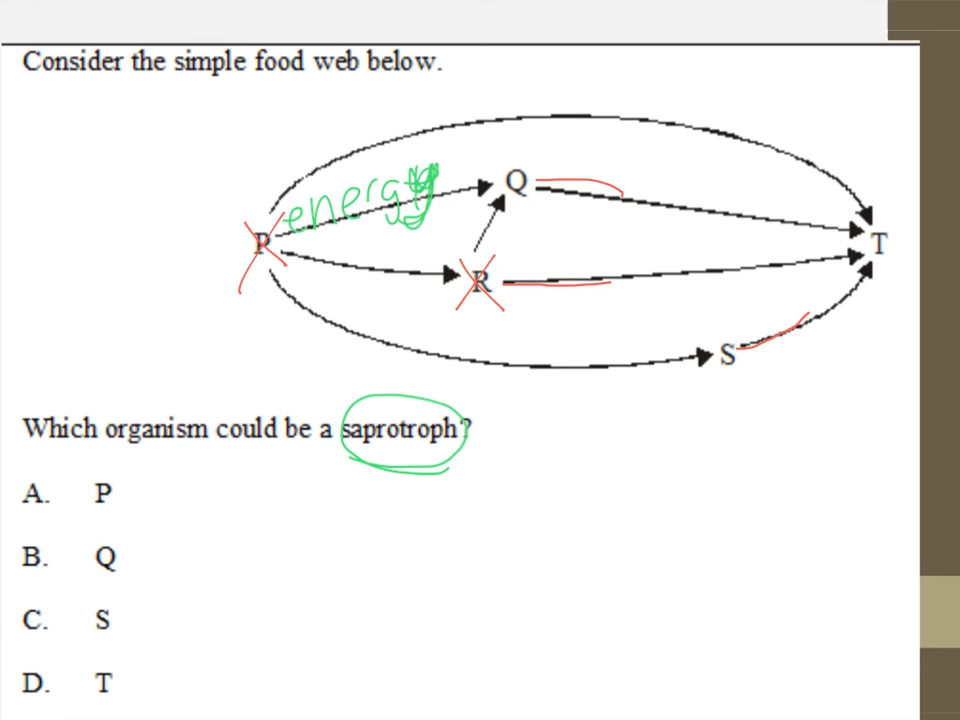 Consider the simple food web below.
energy
Q
P
T
R
S
Which organism could be a saprotroph?
A. P
B. Q
C. S
D. T